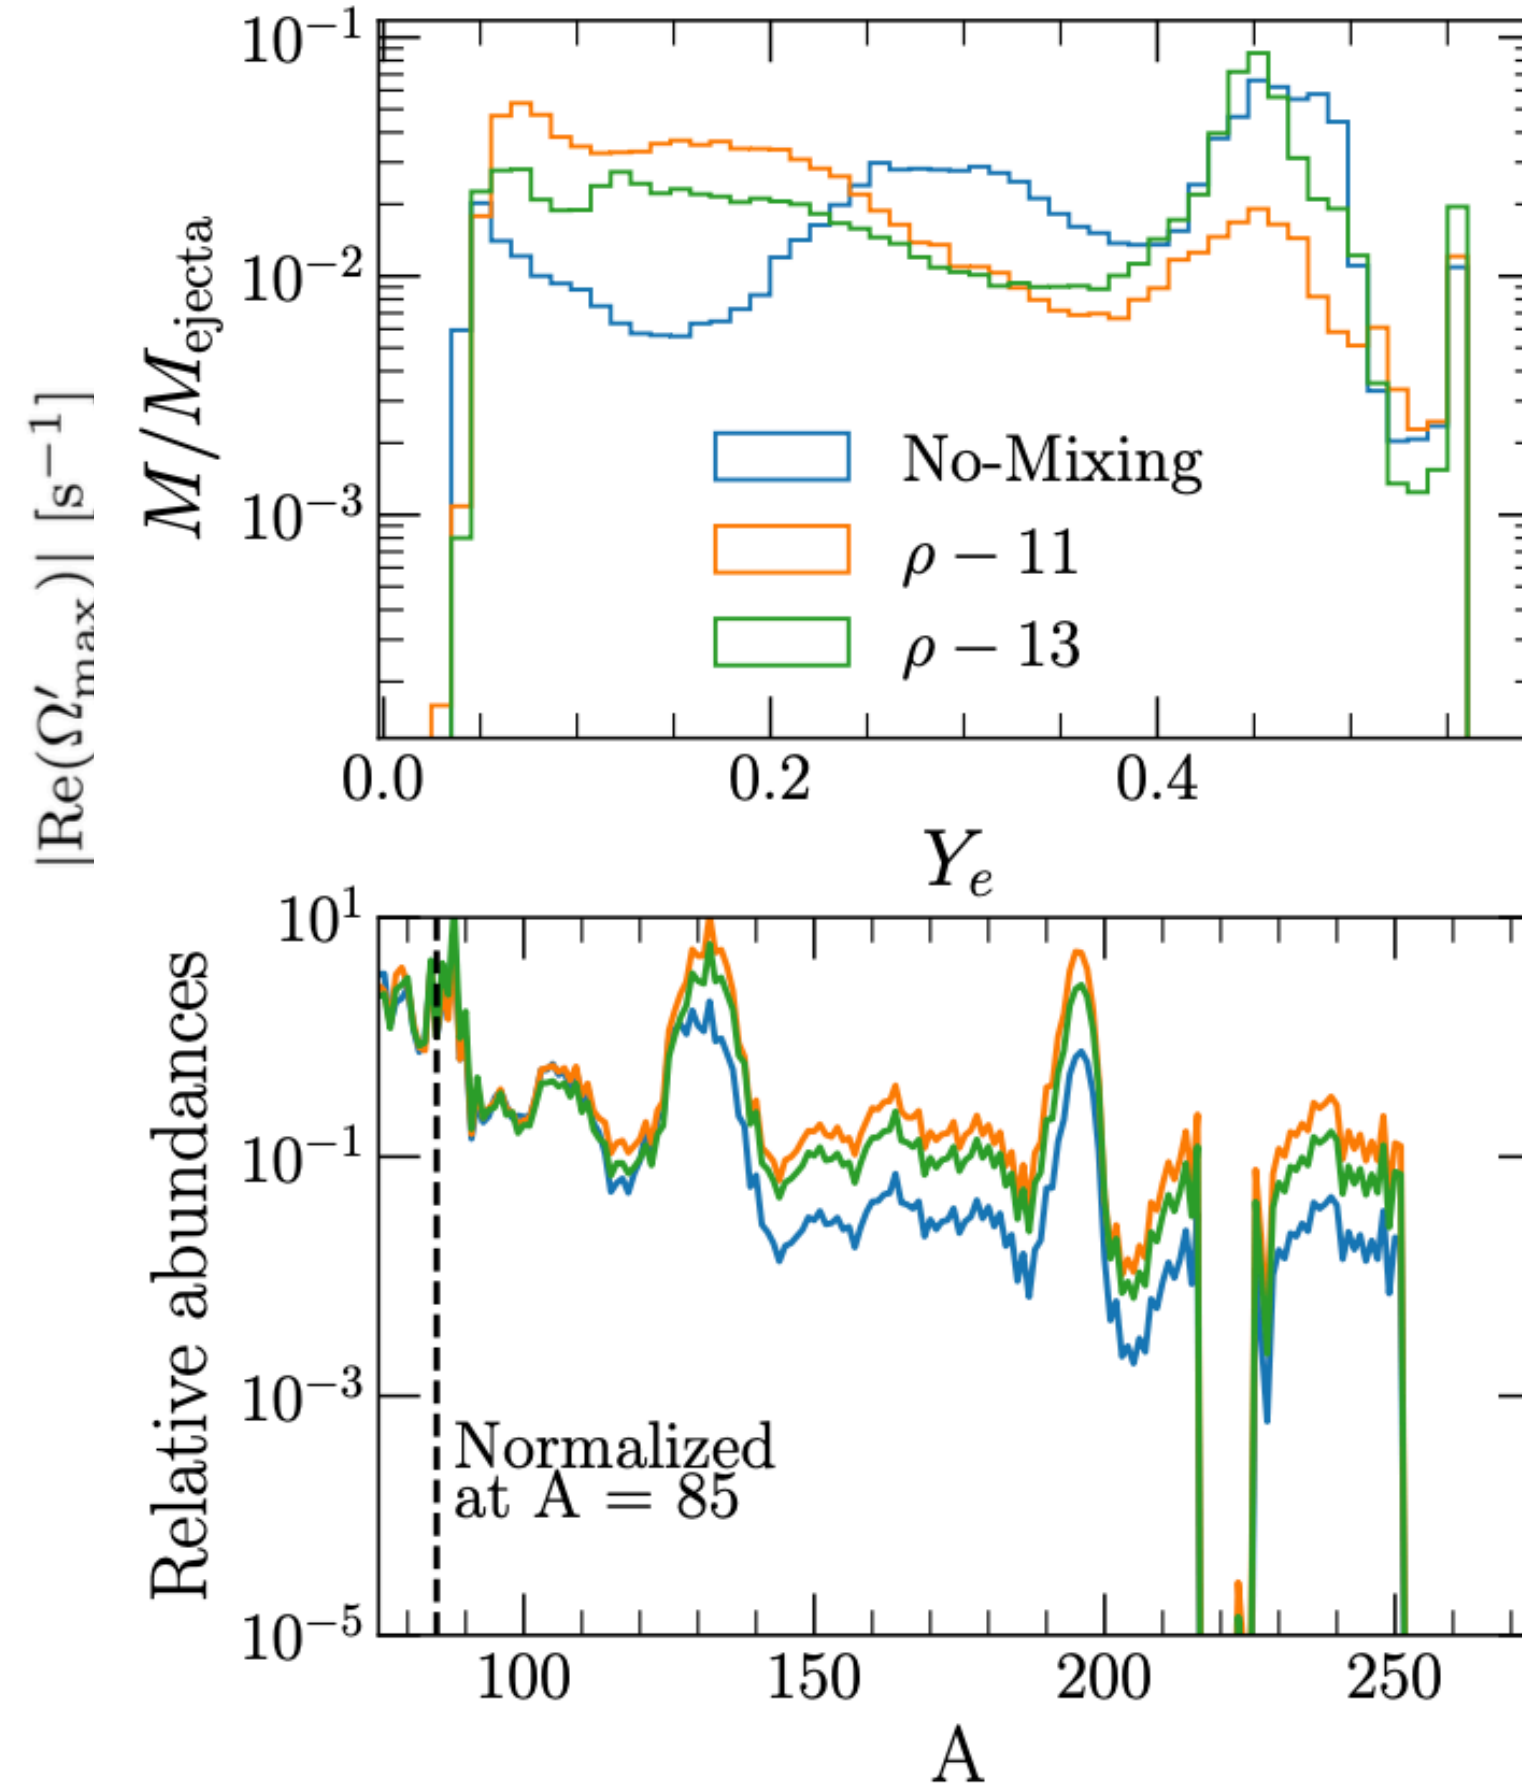 |Re(Ω′max)| [s⁻¹]
M/Mejecta
10⁻¹
10⁻²
10⁻³
No-Mixing
ρ − 11
ρ − 13
0.0 0.2 0.4
Yₑ
Relative abundances
10¹
10⁻¹
10⁻³
10⁻⁵
Normalized
at A = 85
100 150 200 250
A